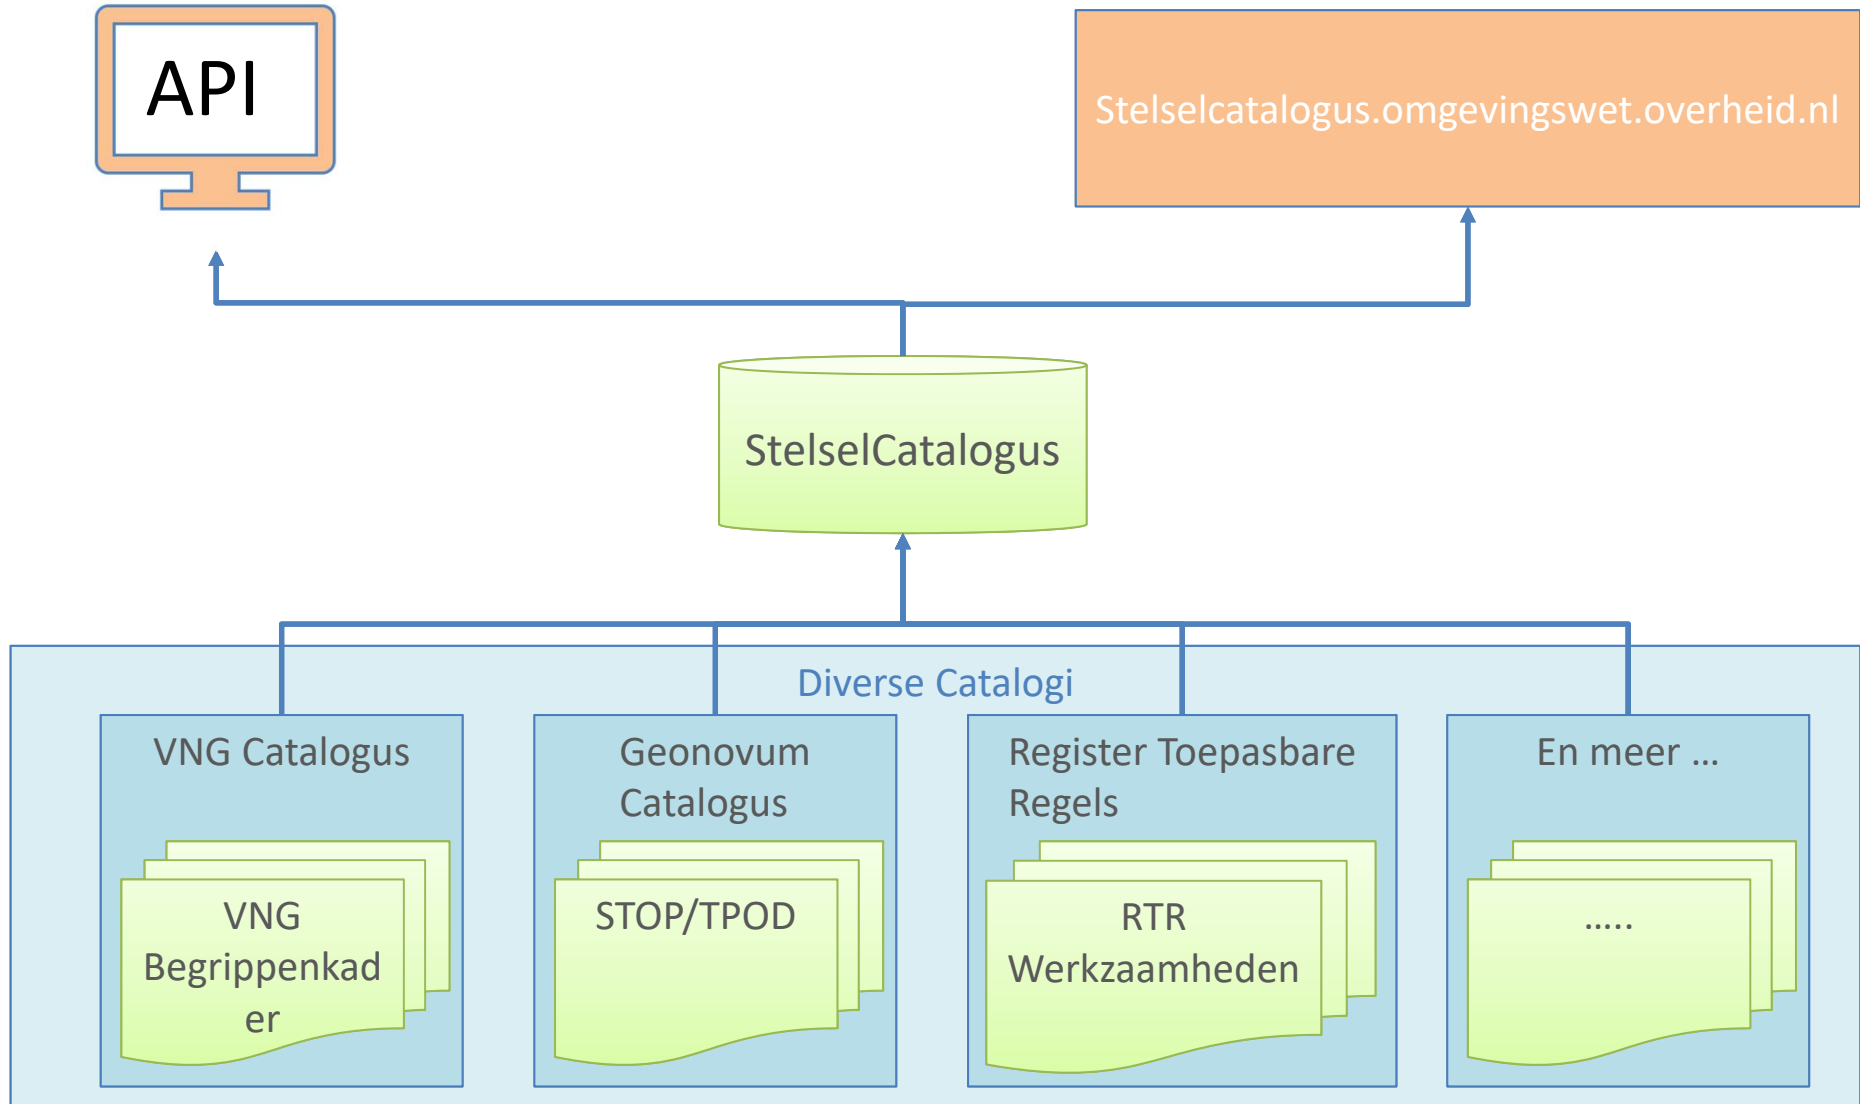 API
Stelselcatalogus.omgevingswet.overheid.nl
StelselCatalogus
Diverse Catalogi
VNG Catalogus
VNG
Begrippenkad
er
Geonovum
Catalogus
STOP/TPOD
Register Toepasbare
Regels
RTR
Werkzaamheden
En meer ...
.....